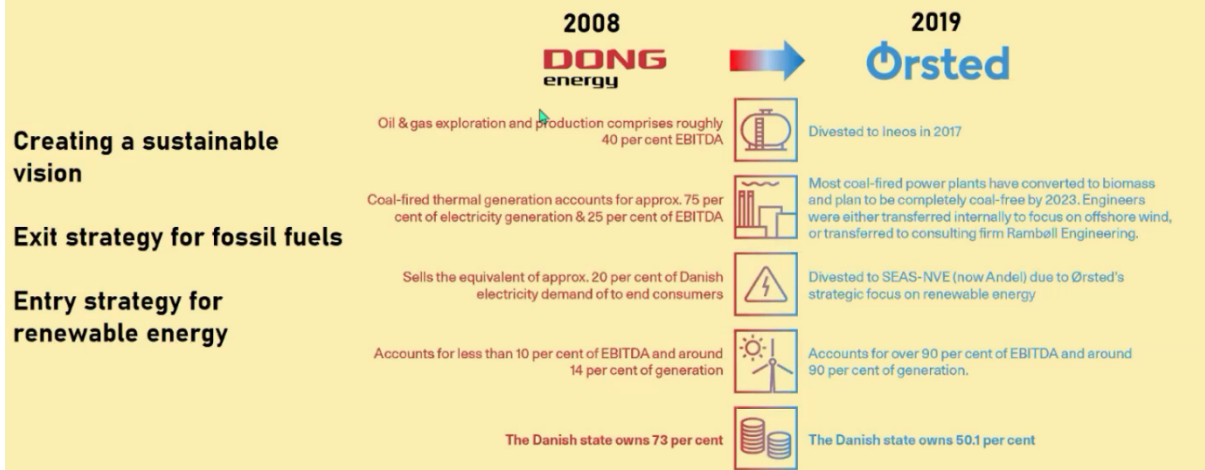 2008
DONG
energy
2019
Ørsted
Creating a sustainable
vision
Exit strategy for fossil fuels
Entry strategy for
renewable energy
Oil & gas exploration and production comprises roughly
40 per cent EBITDA
Divested to Ineos in 2017
Coal-fired thermal generation accounts for approx. 75 per
cent of electricity generation & 25 per cent of EBITDA
Most coal-fired power plants have converted to biomass
and plan to be completely coal-free by 2023. Engineers
were either transferred internally to focus on offshore wind,
or transferred to consulting firm Rambøll Engineering.
Sells the equivalent of approx. 20 per cent of Danish
electricity demand of to end consumers
Divested to SEAS-NVE (now Andel) due to Ørsted's
strategic focus on renewable energy
Accounts for less than 10 per cent of EBITDA and around
14 per cent of generation
Accounts for over 90 per cent of EBITDA and around
90 per cent of generation.
The Danish state owns 73 per cent
The Danish state owns 50.1 per cent